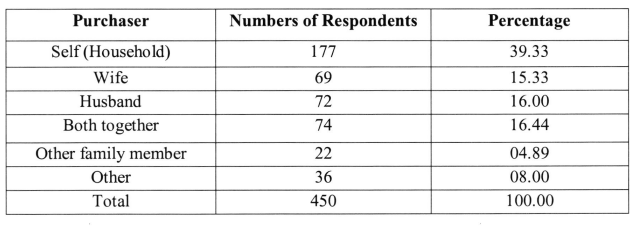 Purchaser Numbers of Respondents Percentage
Self (Household) 177 39.33
Wife 69 15.33
Husband 72 16.00
Both together 74 16.44
Other family member 22 04.89
Other 36 08.00
Total 450 100.00